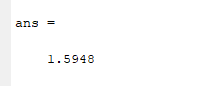 ans =
1.5948